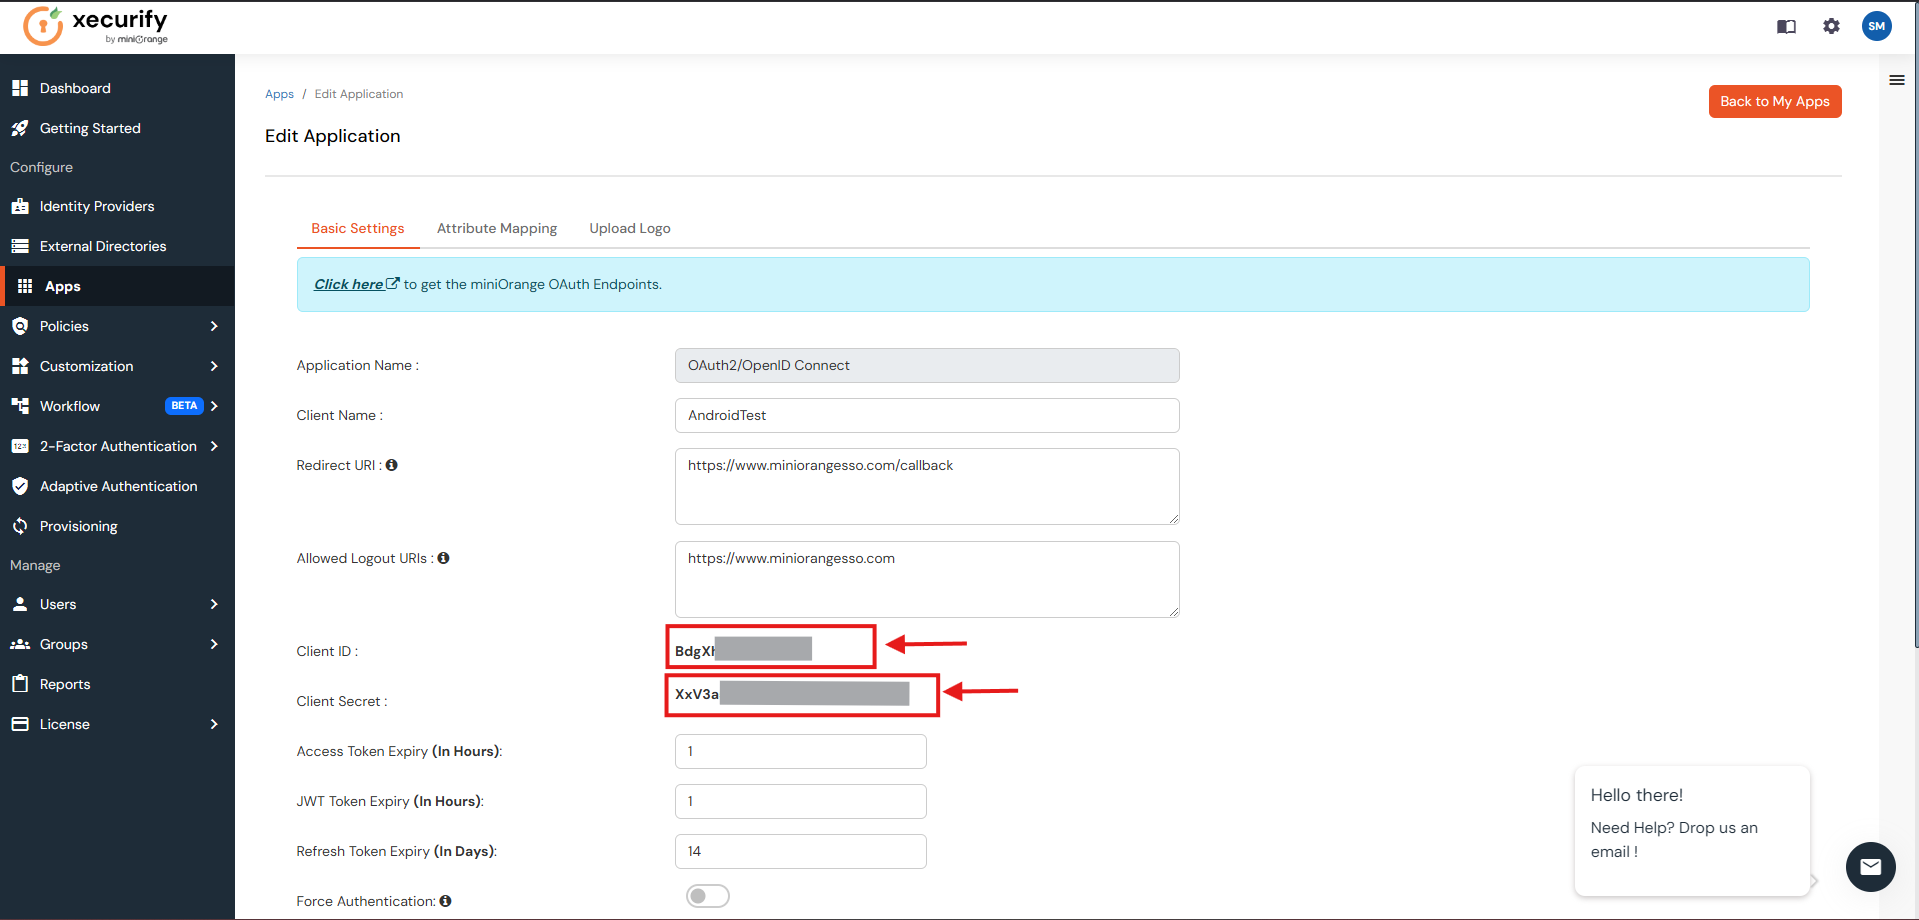 xecurify
by miniOrange
SM
Dashboard
Getting Started
Configure
Identity Providers
External Directories
Apps
Policies
Customization
Workflow BETA
2-Factor Authentication
Adaptive Authentication
Provisioning
Manage
Users
Groups
Reports
License
Apps / Edit Application
Back to My Apps
Edit Application
Basic Settings Attribute Mapping Upload Logo
Click here to get the miniOrange OAuth Endpoints.
Application Name : OAuth2/OpenID Connect
Client Name : AndroidTest
Redirect URI : https://www.miniorangesso.com/callback
Allowed Logout URIs : https://www.miniorangesso.com
Client ID : BdgX
Client Secret : XxV3a
Access Token Expiry (In Hours): 1
JWT Token Expiry (In Hours): 1
Refresh Token Expiry (In Days): 14
Force Authentication:
Hello there!
Need Help? Drop us an
email !